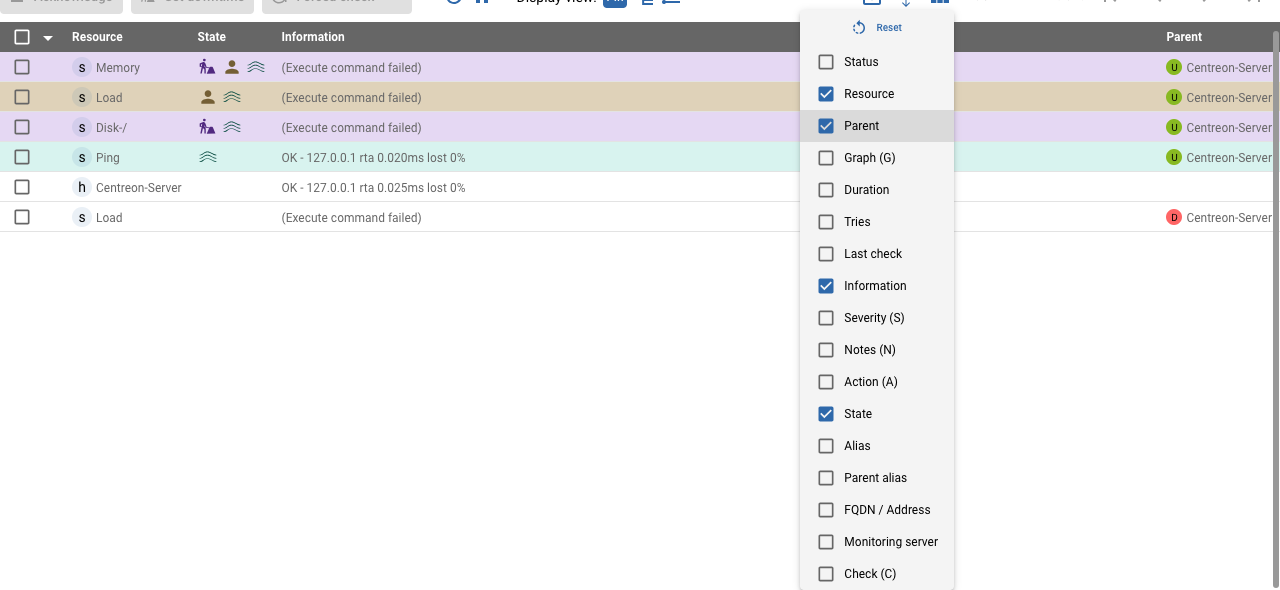 Display view: All
Resource State Information Parent
S Memory (Execute command failed) U Centreon-Server
S Load (Execute command failed) U Centreon-Server
S Disk-/ (Execute command failed) U Centreon-Server
S Ping OK - 127.0.0.1 rta 0.020ms lost 0% U Centreon-Server
h Centreon-Server OK - 127.0.0.1 rta 0.025ms lost 0%
S Load (Execute command failed) D Centreon-Server
Reset
Status
Resource
Parent
Graph (G)
Duration
Tries
Last check
Information
Severity (S)
Notes (N)
Action (A)
State
Alias
Parent alias
FQDN / Address
Monitoring server
Check (C)